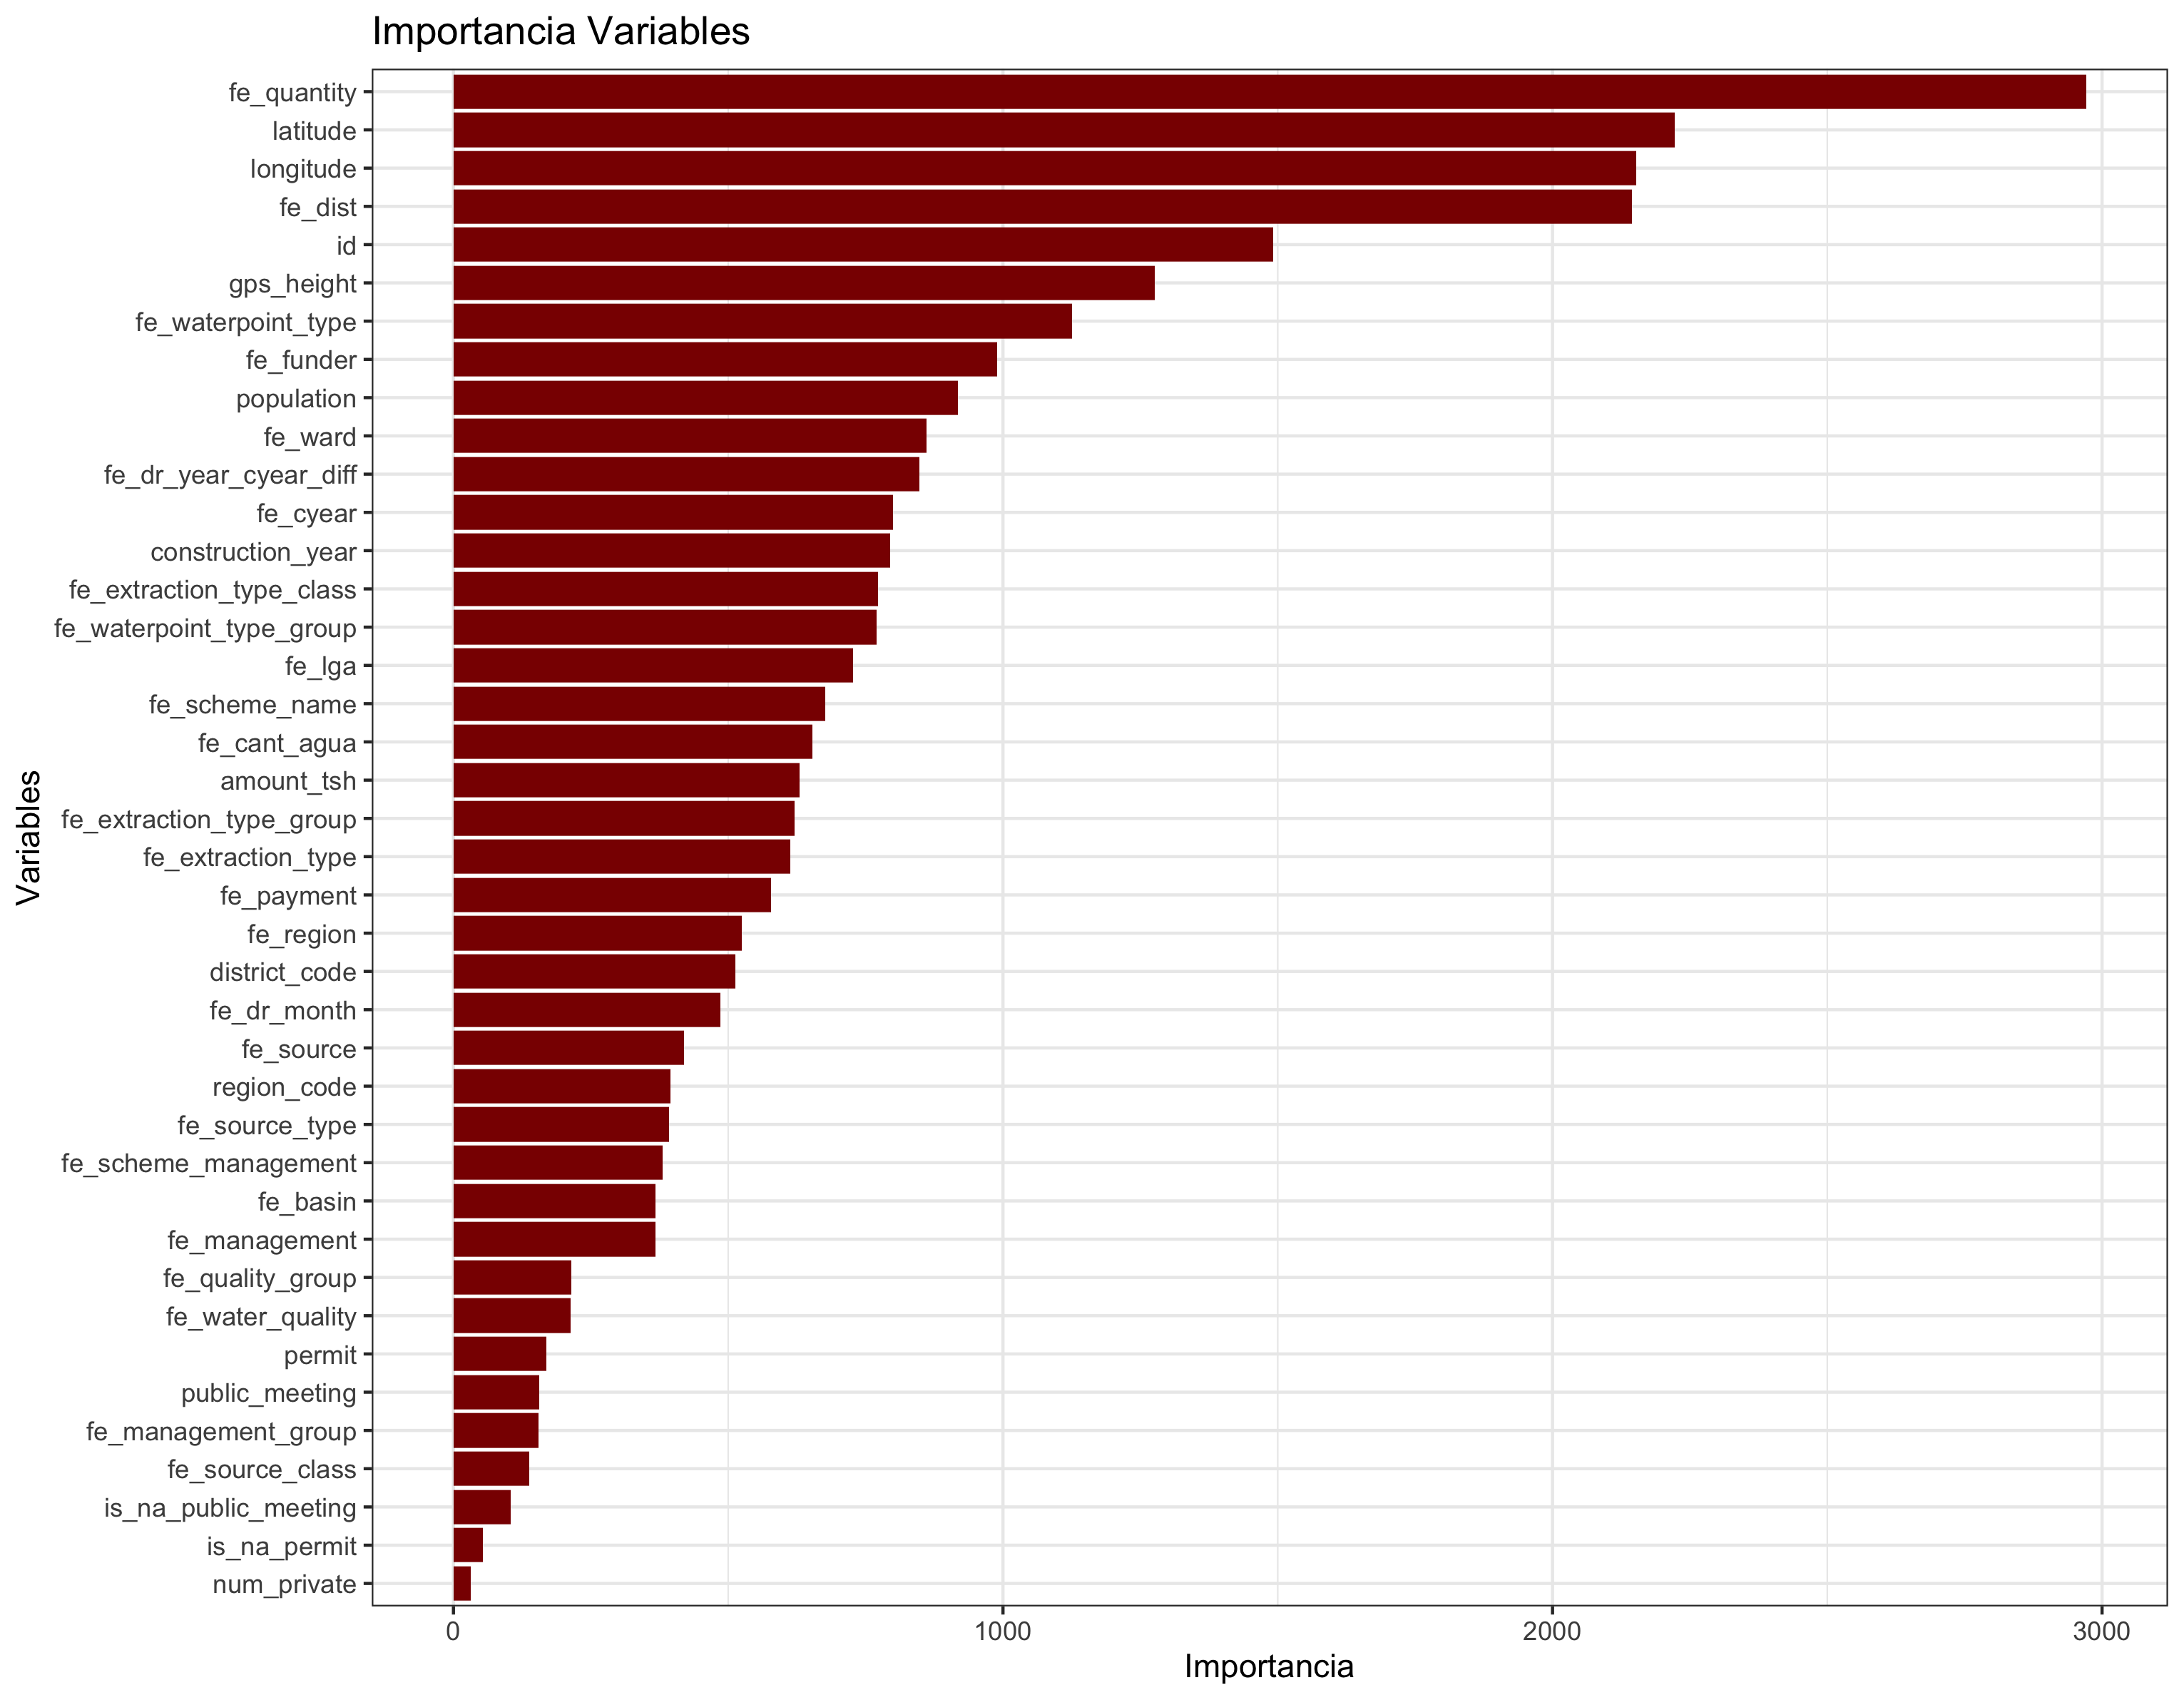 Importancia Variables
fe_quantity
latitude
longitude
fe_dist
id
gps_height
fe_waterpoint_type
fe_funder
population
fe_ward
fe_dr_year_cyear_diff
fe_cyear
construction_year
fe_extraction_type_class
fe_waterpoint_type_group
fe_lga
fe_scheme_name
fe_cant_agua
amount_tsh
fe_extraction_type_group
fe_extraction_type
fe_payment
fe_region
district_code
fe_dr_month
fe_source
region_code
fe_source_type
fe_scheme_management
fe_basin
fe_management
fe_quality_group
fe_water_quality
permit
public_meeting
fe_management_group
fe_source_class
is_na_public_meeting
is_na_permit
num_private
Variables
0 1000 2000 3000
Importancia